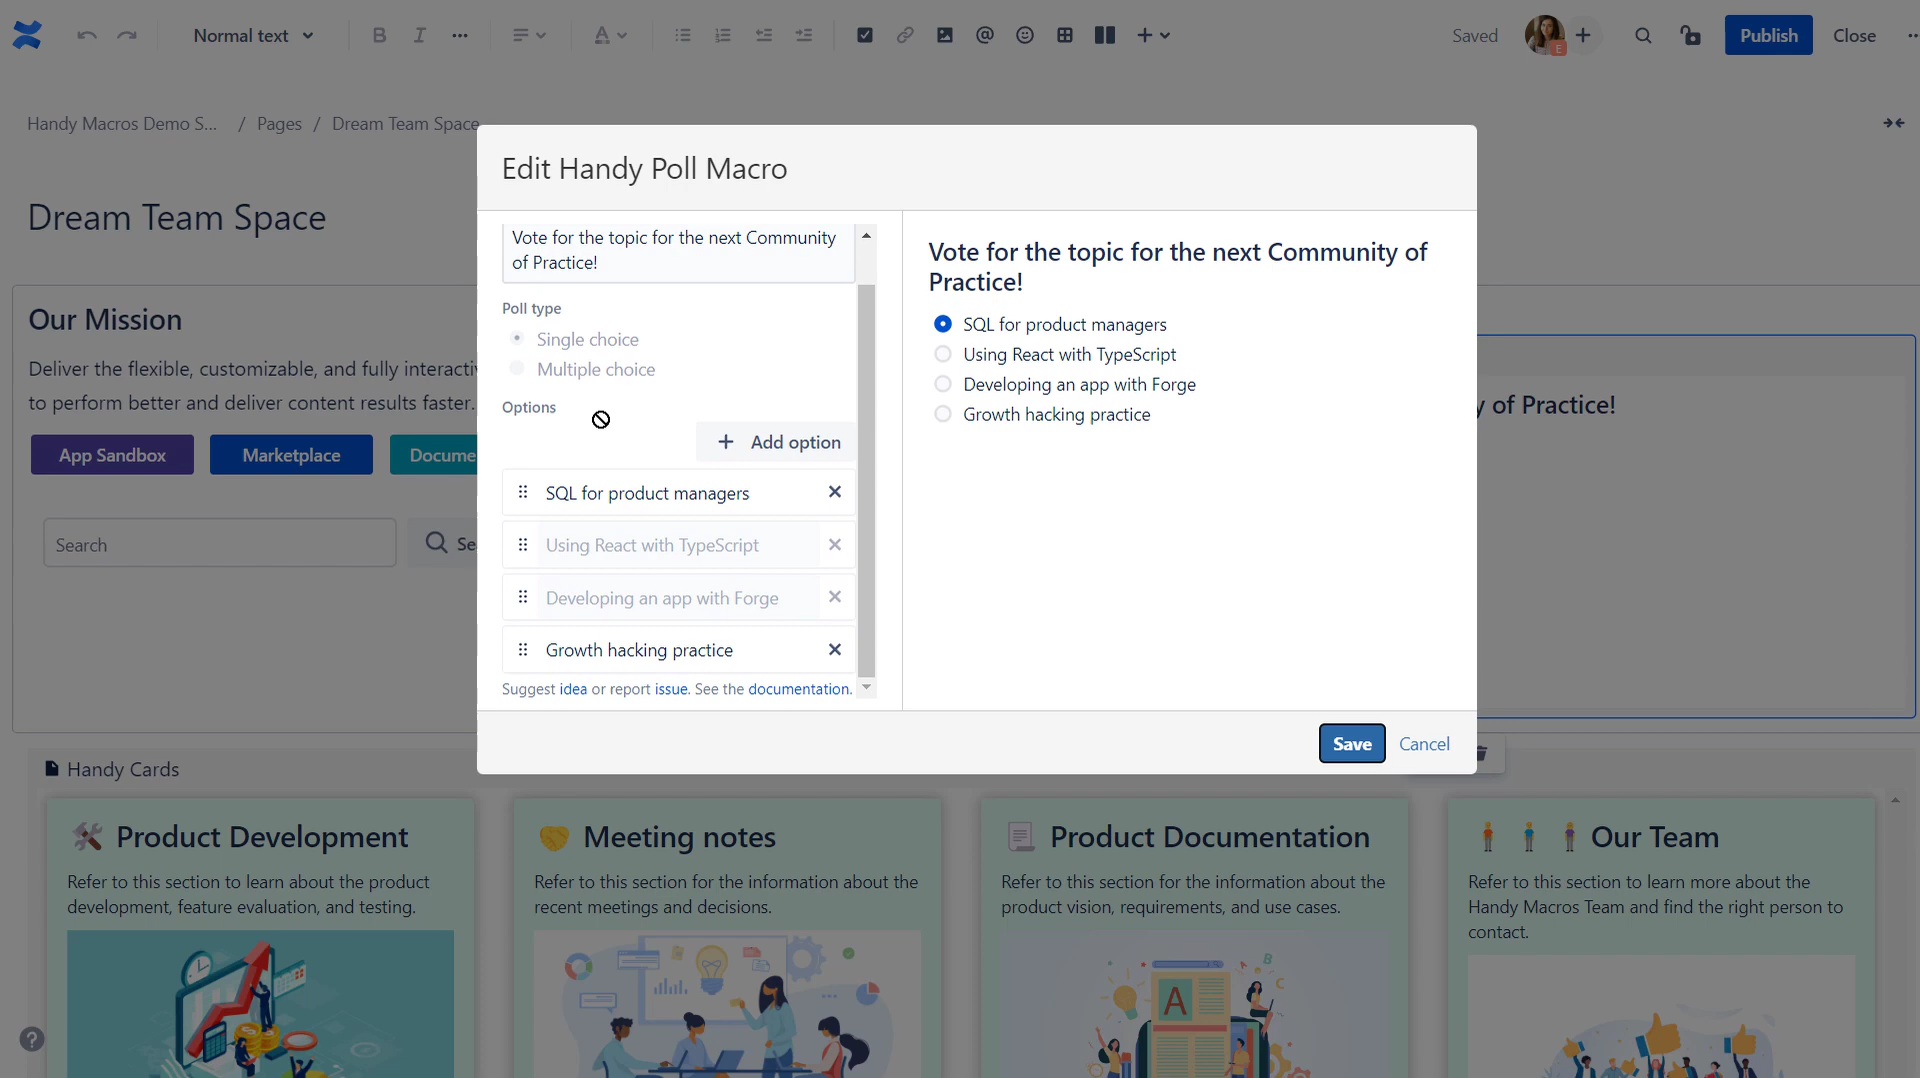 Normal text
B
I
Saved
E
Publish
Close
Handy Macros Demo S... / Pages / Dream Team Space
Dream Team Space
Our Mission
Deliver the flexible, customizable, and fully interacti
to perform better and deliver content results faster.
App Sandbox
Marketplace
Docume
Search
Se
Edit Handy Poll Macro
Vote for the topic for the next Community
of Practice!
Poll type
Single choice
Multiple choice
Options
Add option
SQL for product managers
Using React with TypeScript
Developing an app with Forge
Growth hacking practice
Suggest idea or report issue. See the documentation.
Vote for the topic for the next Community of
Practice!
SQL for product managers
Using React with TypeScript
Developing an app with Forge
Growth hacking practice
Save
Cancel
y of Practice!
Handy Cards
Product Development
Refer to this section to learn about the product
development, feature evaluation, and testing.
Meeting notes
Refer to this section for the information about the
recent meetings and decisions.
Product Documentation
Refer to this section for the information about the
product vision, requirements, and use cases.
A
B
Our Team
Refer to this section to learn more about the
Handy Macros Team and find the right person to
contact.